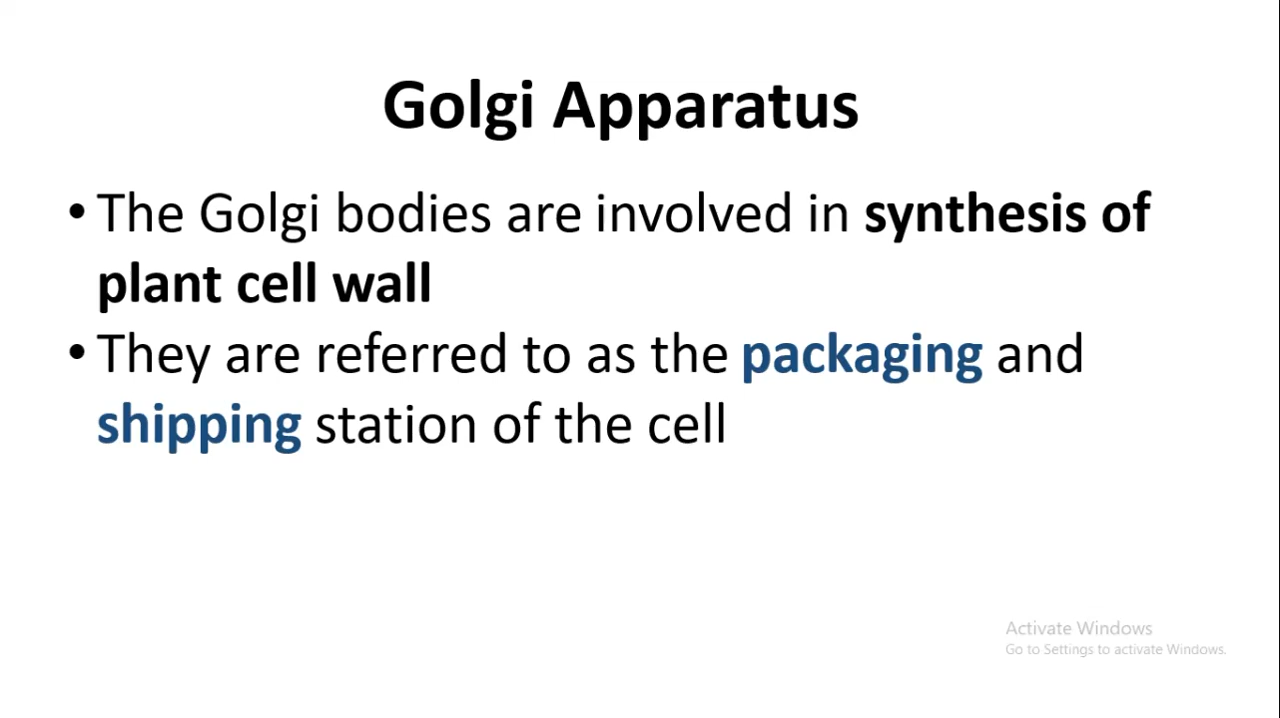 Golgi Apparatus
• The Golgi bodies are involved in synthesis of
plant cell wall
• They are referred to as the packaging and
shipping station of the cell
Activate Windows
Go to Settings to activate Windows.